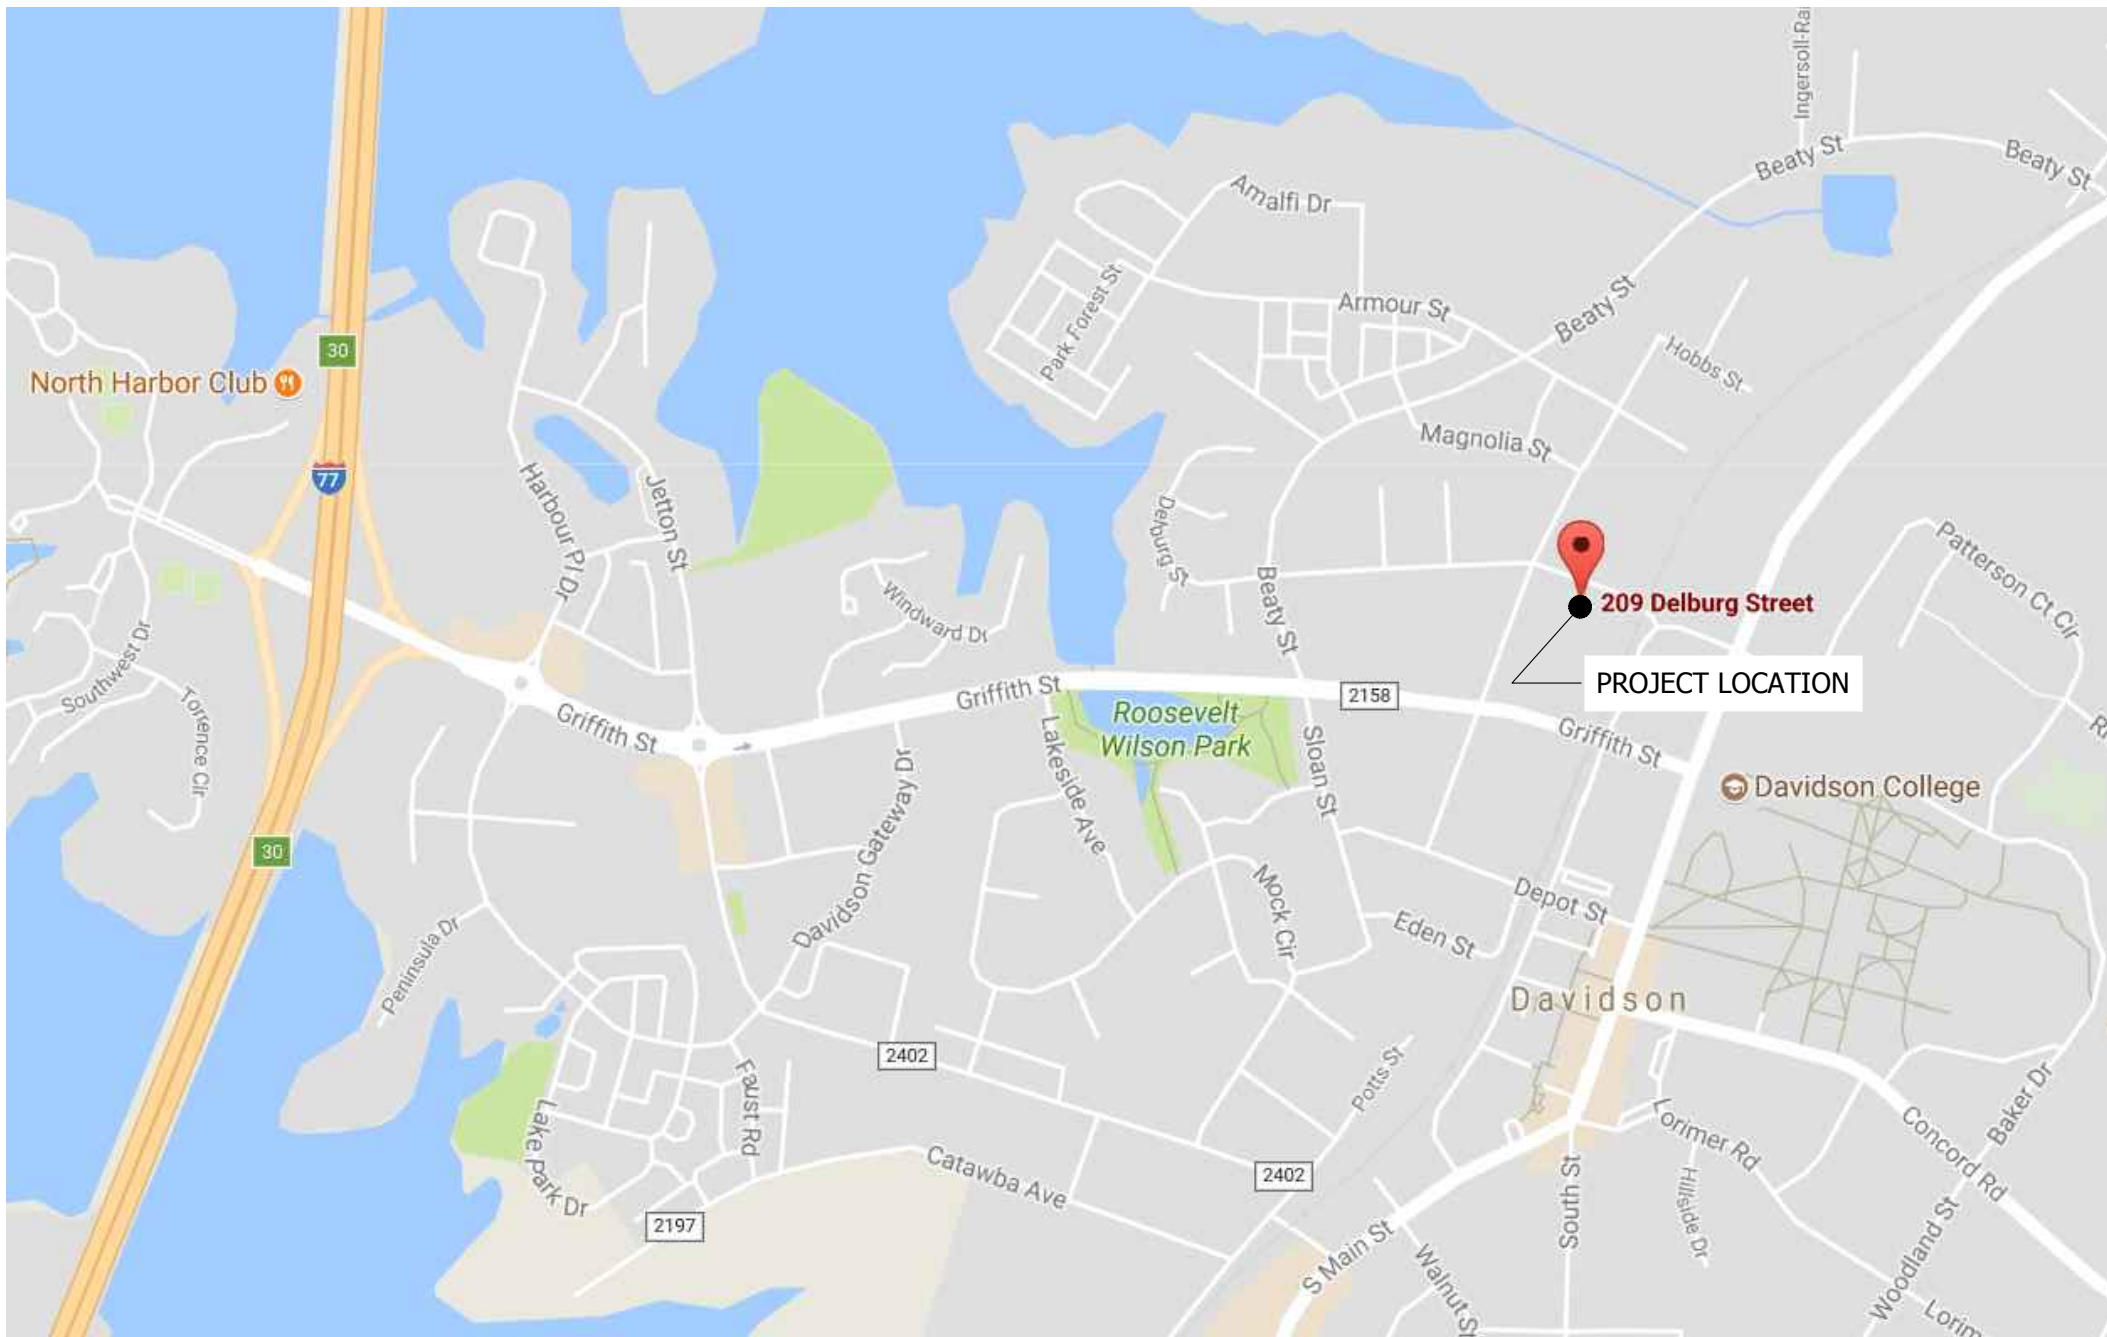 Ingersoll-Ra
Beaty St
Beaty St
Amalfi Dr
Park Forest St
Armour St
Beaty St
Hobbs St
30
North Harbor Club
Magnolia St
77
Harbour Pl Dr
Jetton St
Delburg St
Patterson Ct Cir
Beaty St
Windward Dr
209 Delburg Street
PROJECT LOCATION
Southwest Dr
Torrence Cir
Griffith St
Griffith St
2158
Roosevelt
Wilson Park
Griffith St
Lakeside Ave
Sloan St
Davidson Gateway Dr
Davidson College
30
Mock Cir
Depot St
Eden St
Peninsula Dr
Davidson
2402
Faust Rd
Potts St
Lake Park Dr
Lorimer Rd
Baker Dr
Concord Rd
Catawba Ave
2402
South St
Hillside Dr
2197
S Main St
Walnut St
Woodland St
Lorim